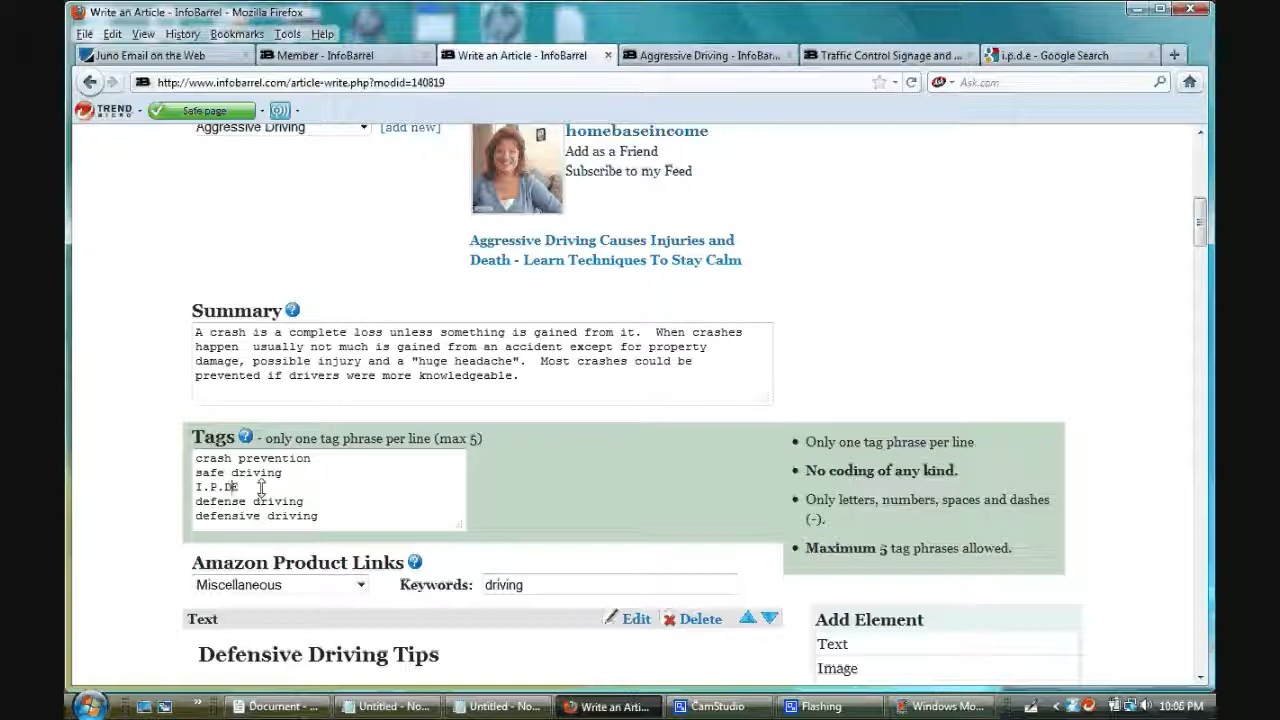 Write an Article - InfoBarrel - Mozilla Firefox
File Edit View History Bookmarks Tools Help
Juno Email on the Web Member - InfoBarrel Write an Article - InfoBarrel Aggressive Driving - InfoBar... Traffic Control Signage and ... i.p.d.e - Google Search
http://www.infobarrel.com/article-write.php?modid=140819 Ask.com
TREND MICRO Safe page
Aggressive Driving [add new]
homebaseincome
Add as a Friend
Subscribe to my Feed
Aggressive Driving Causes Injuries and
Death - Learn Techniques To Stay Calm
Summary
A crash is a complete loss unless something is gained from it. When crashes
happen usually not much is gained from an accident except for property
damage, possible injury and a "huge headache". Most crashes could be
prevented if drivers were more knowledgeable.
Tags - only one tag phrase per line (max 5)
crash prevention
safe driving
I.P.DE
defense driving
defensive driving
Only one tag phrase per line
No coding of any kind.
Only letters, numbers, spaces and dashes
(-).
Maximum 5 tag phrases allowed.
Amazon Product Links
Miscellaneous Keywords: driving
Text Edit Delete
Add Element
Text
Image
Defensive Driving Tips
Document - ... Untitled - No... Untitled - No... Write an Arti... CamStudio Flashing Windows Mo... 10:06 PM